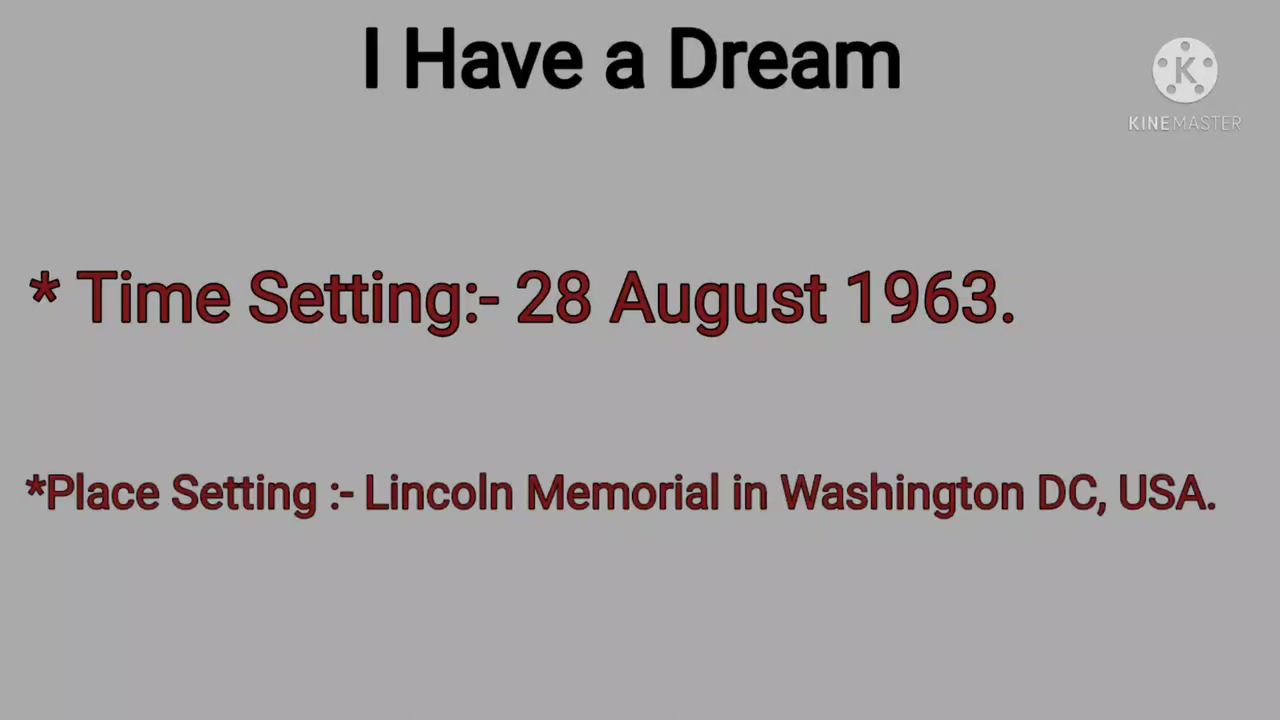 I Have a Dream
KINEMASTER
* Time Setting:- 28 August 1963.
*Place Setting :- Lincoln Memorial in Washington DC, USA.